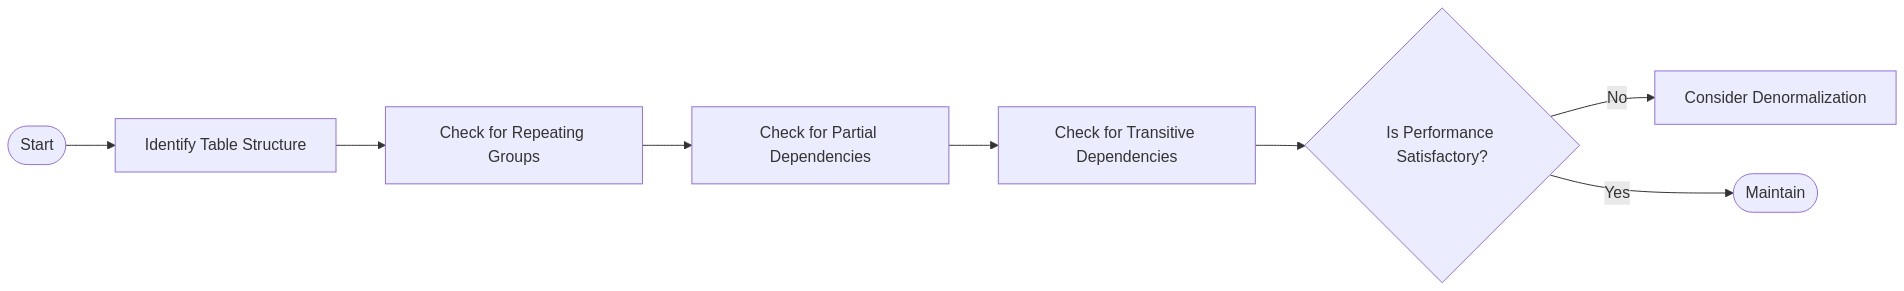 Start
Identify Table Structure
Check for Repeating
Groups
Check for Partial
Dependencies
Check for Transitive
Dependencies
Is Performance
Satisfactory?
No
Consider Denormalization
Yes
Maintain